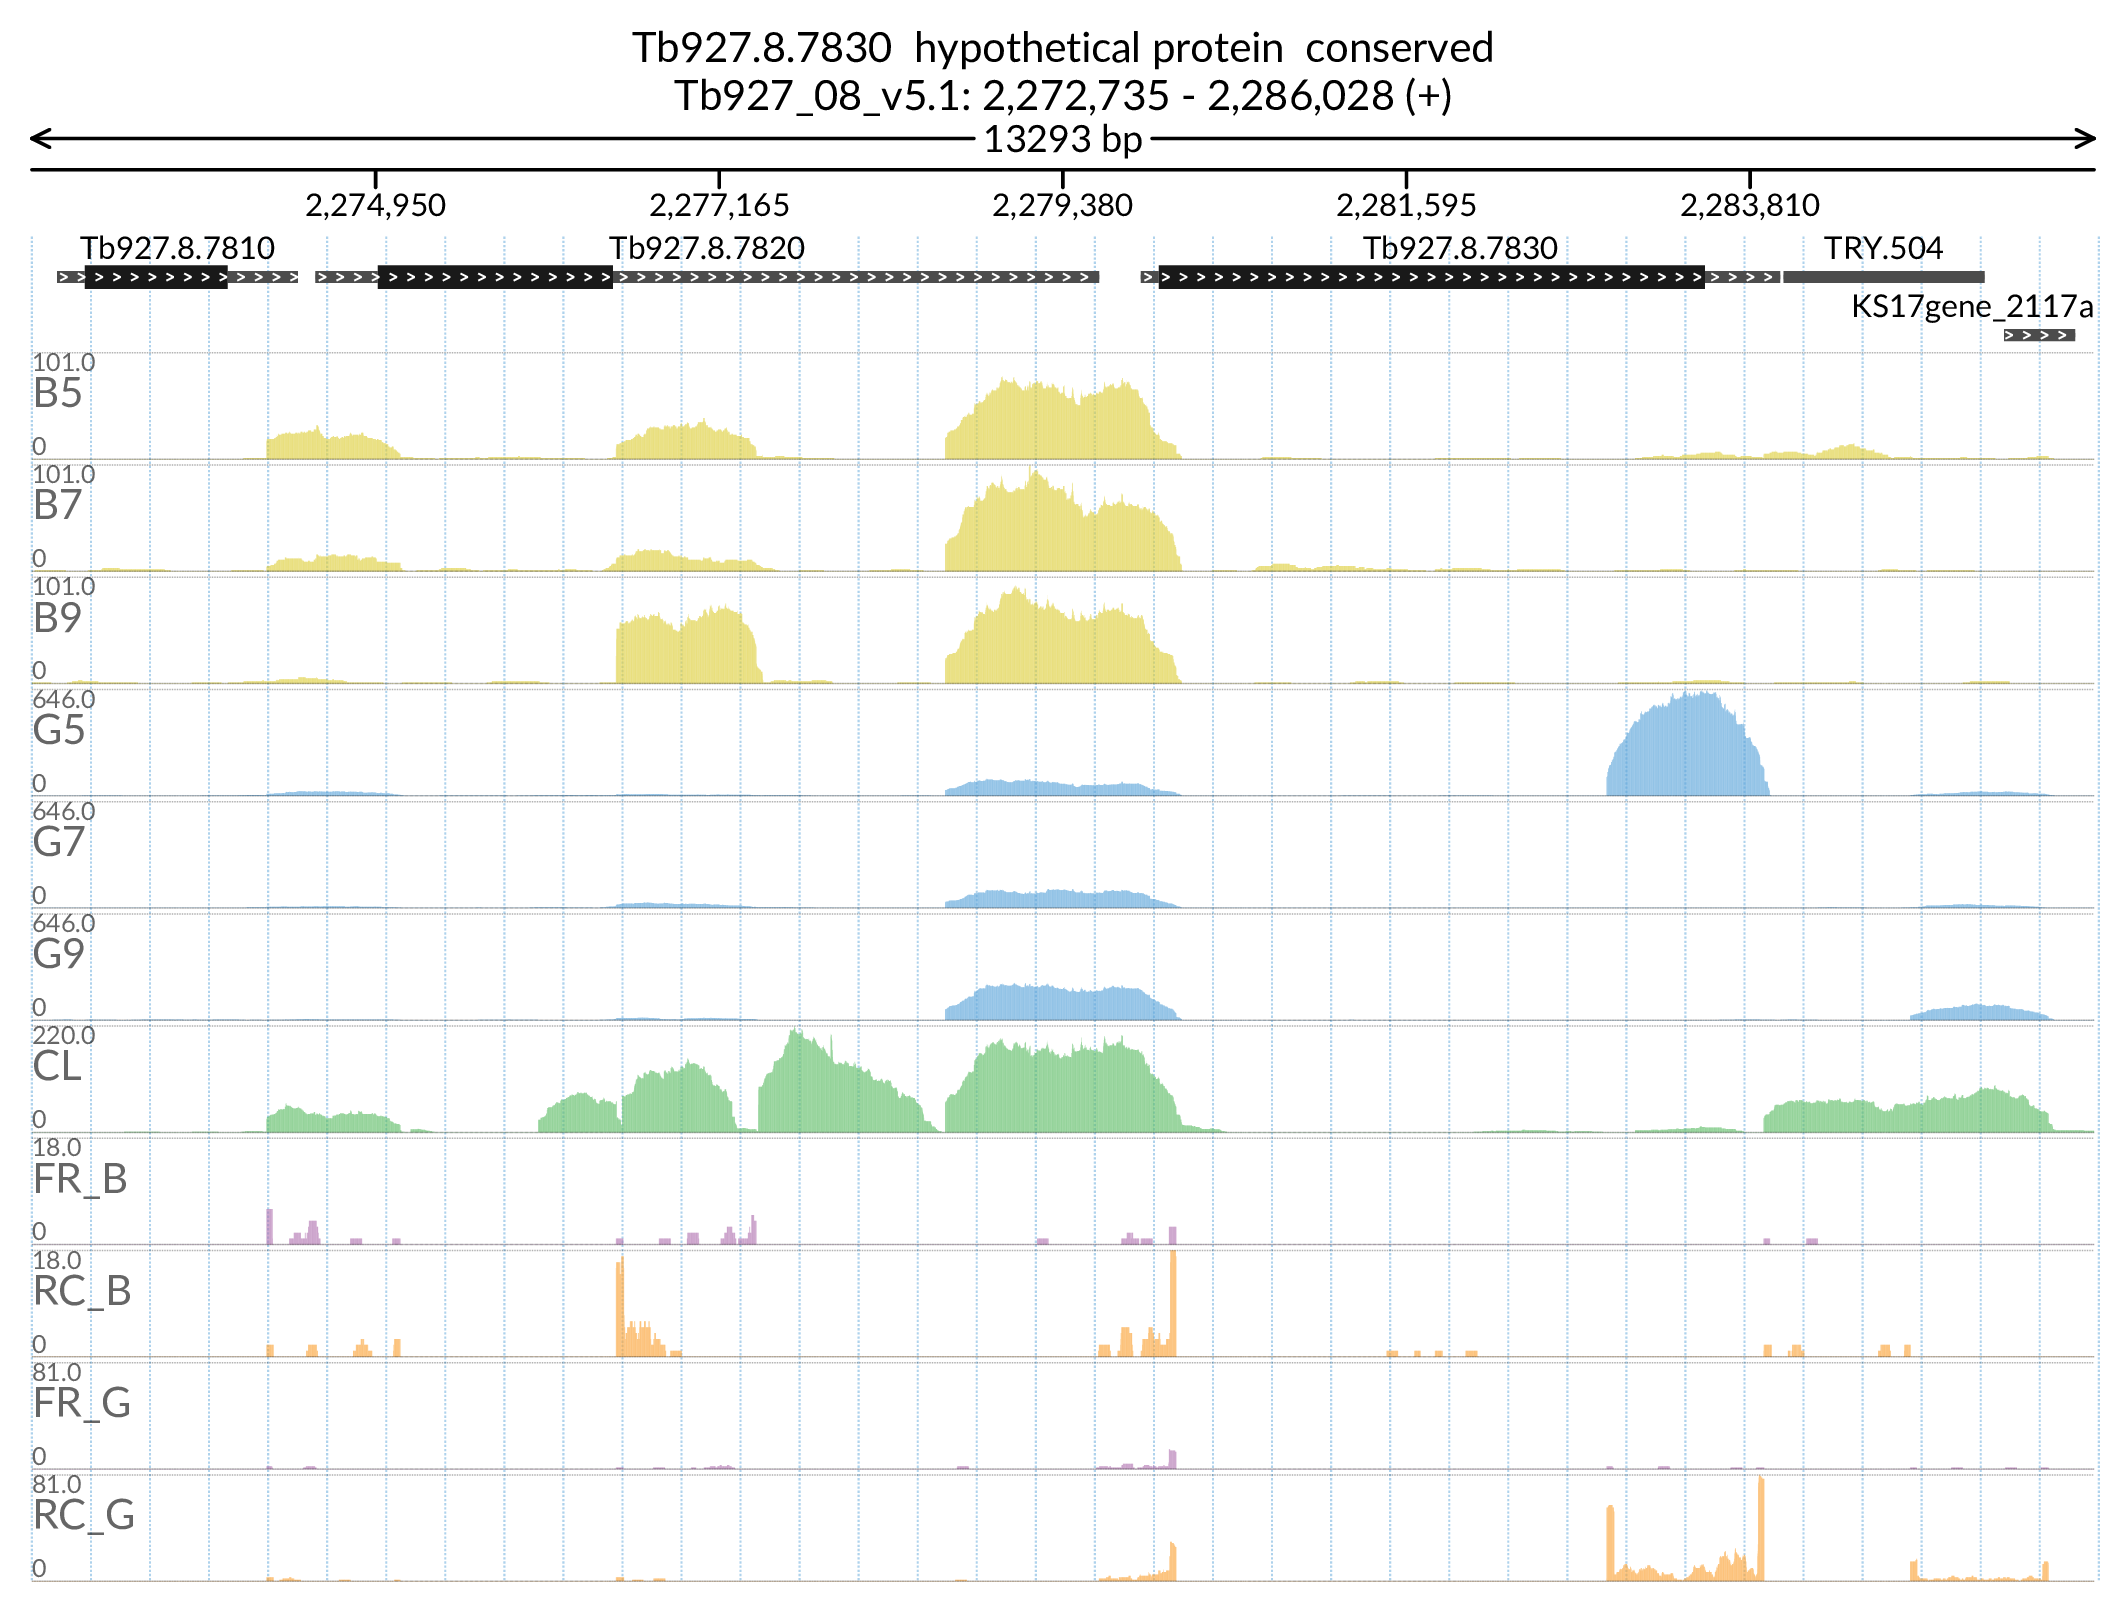 Tb927.8.7830 hypothetical protein conserved
Tb927_08_v5.1: 2,272,735 - 2,286,028 (+)
13293 bp
2,274,950 2,277,165 2,279,380 2,281,595 2,283,810
Tb927.8.7810 Tb927.8.7820 Tb927.8.7830 TRY.504
KS17gene_2117a
101.0
B5
0
101.0
B7
0
101.0
B9
0
646.0
G5
0
646.0
G7
0
646.0
G9
0
220.0
CL
0
18.0
FR_B
0
18.0
RC_B
0
81.0
FR_G
0
81.0
RC_G
0